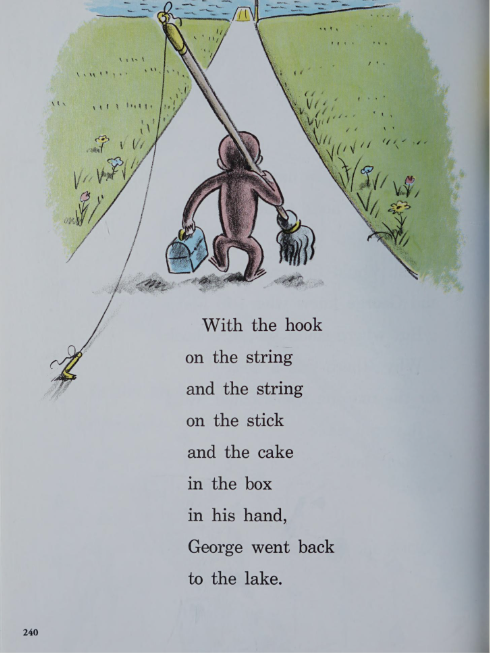 With the hook
on the string
and the string
on the stick
and the cake
in the box
in his hand,
George went back
to the lake.
240